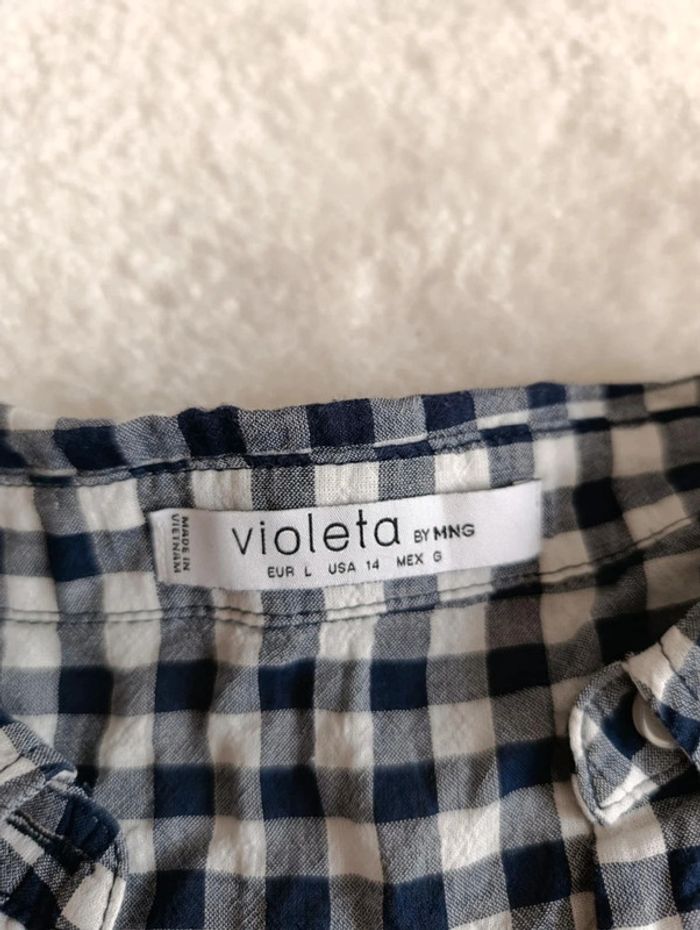 MADE IN
VIETNAM
violeta BY MNG
EUR L USA 14 MEX G